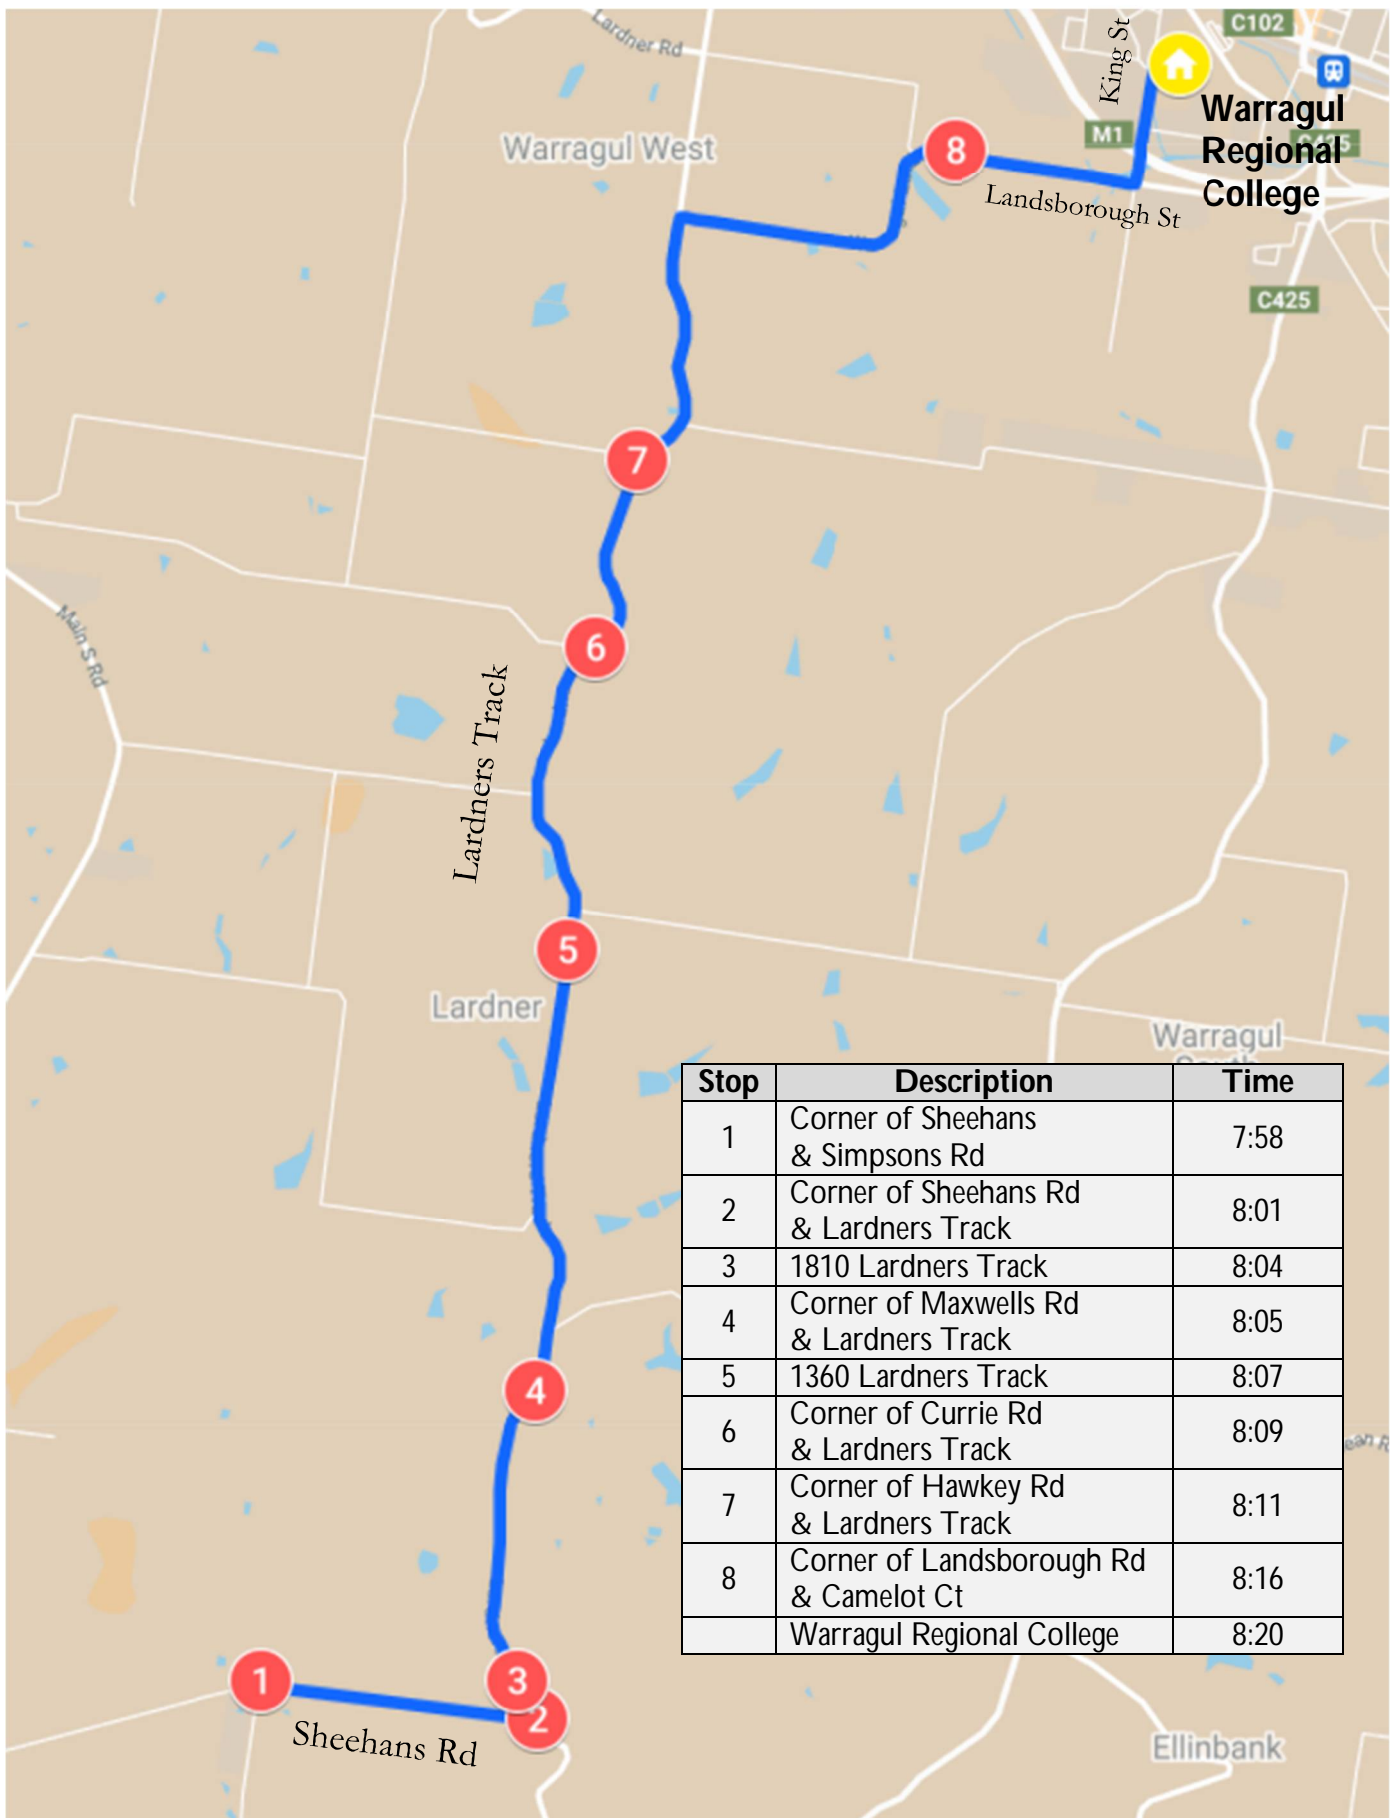 Lardner Rd
King St
C102
Warragul West
8
M1
Warragul
C425
Regional
College
Landsborough St
C425
7
Main S Rd
6
Lardners Track
5
Lardner
Warragul
Stop Description Time
1 Corner of Sheehans
& Simpsons Rd 7:58
2 Corner of Sheehans Rd
& Lardners Track 8:01
3 1810 Lardners Track 8:04
4 Corner of Maxwells Rd
& Lardners Track 8:05
5 1360 Lardners Track 8:07
6 Corner of Currie Rd
& Lardners Track 8:09
7 Corner of Hawkey Rd
& Lardners Track 8:11
8 Corner of Landsborough Rd
& Camelot Ct 8:16
Warragul Regional College 8:20
4
1
3
2
Sheehans Rd
Ellinbank